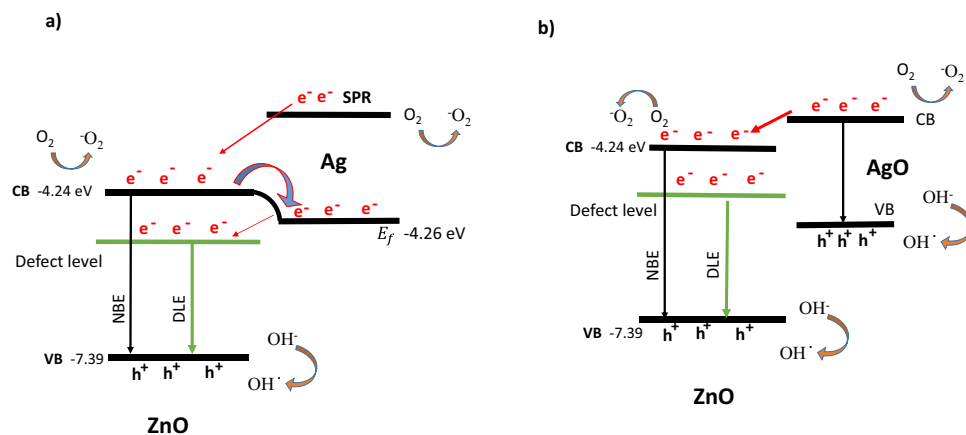 a)
e⁻ e⁻ SPR
O₂ ⁻O₂
O₂ ⁻O₂
Ag
e⁻ e⁻ e⁻
CB -4.24 eV
e⁻ e⁻ e⁻
E_f -4.26 eV
e⁻ e⁻ e⁻
Defect level
NBE
DLE
VB -7.39
h⁺ h⁺ h⁺
OH-
OH˙
ZnO
b)
O₂ ⁻O₂
e⁻ e⁻ e⁻
CB
⁻O₂ O₂
e⁻ e⁻ e⁻
CB -4.24 eV
AgO
e⁻ e⁻ e⁻
Defect level
OH-
VB
h⁺ h⁺ h⁺
OH˙
NBE
DLE
VB -7.39
h⁺ h⁺ h⁺
OH-
OH˙
ZnO